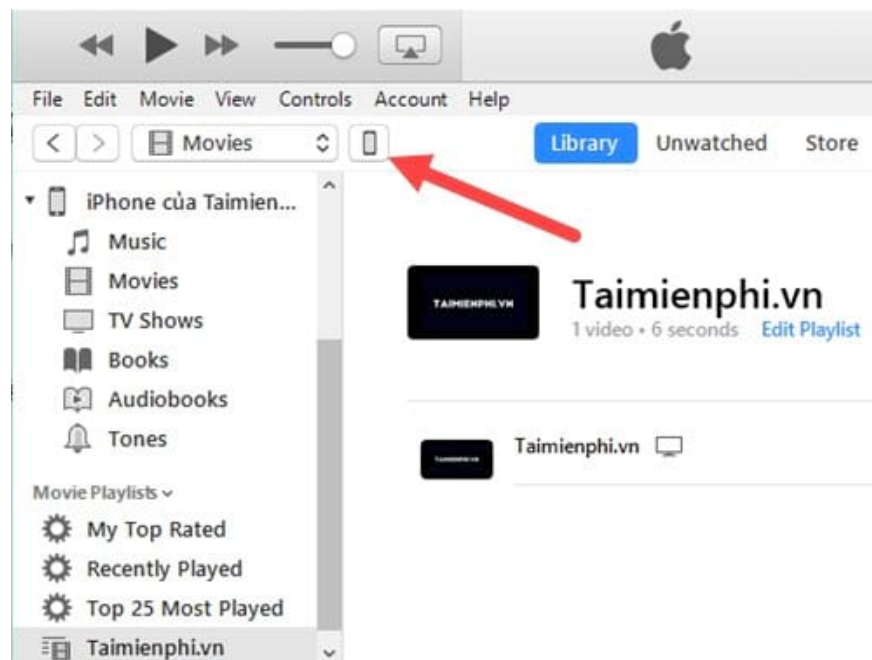 File Edit Movie View Controls Account Help
Movies
Library Unwatched Store
iPhone của Taimien...
Music
Movies
TV Shows
Books
Audiobooks
Tones
Movie Playlists
My Top Rated
Recently Played
Top 25 Most Played
Taimienphi.vn
TAIMIENPHI.VN
Taimienphi.vn
1 video • 6 seconds Edit Playlist
Taimienphi.vn